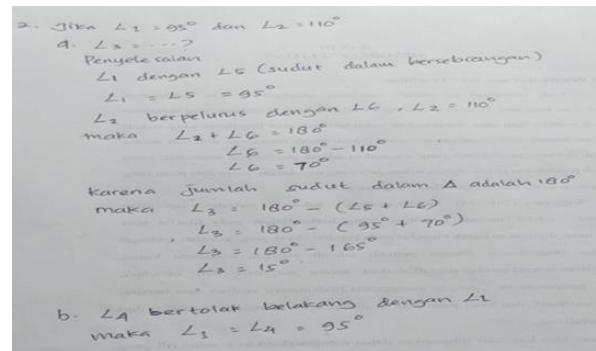 2. Jika ∠1 = 95° dan ∠2 = 110°
a. ∠3 = ....?
Penyelesaian
∠1 dengan ∠5 (sudut dalam berseberangan)
∠1 = ∠5 = 95°
∠2 berpelurus dengan ∠6 , ∠2 = 110°
maka ∠2 + ∠6 = 180°
∠6 = 180° - 110°
∠6 = 70°
Karena jumlah sudut dalam Δ adalah 180°
maka ∠3 = 180° - (∠5 + ∠6)
∠3 = 180° - (95° + 70°)
∠3 = 180° - 165°
∠3 = 15°
b. ∠4 bertolak belakang dengan ∠1
maka ∠1 = ∠4 = 95°